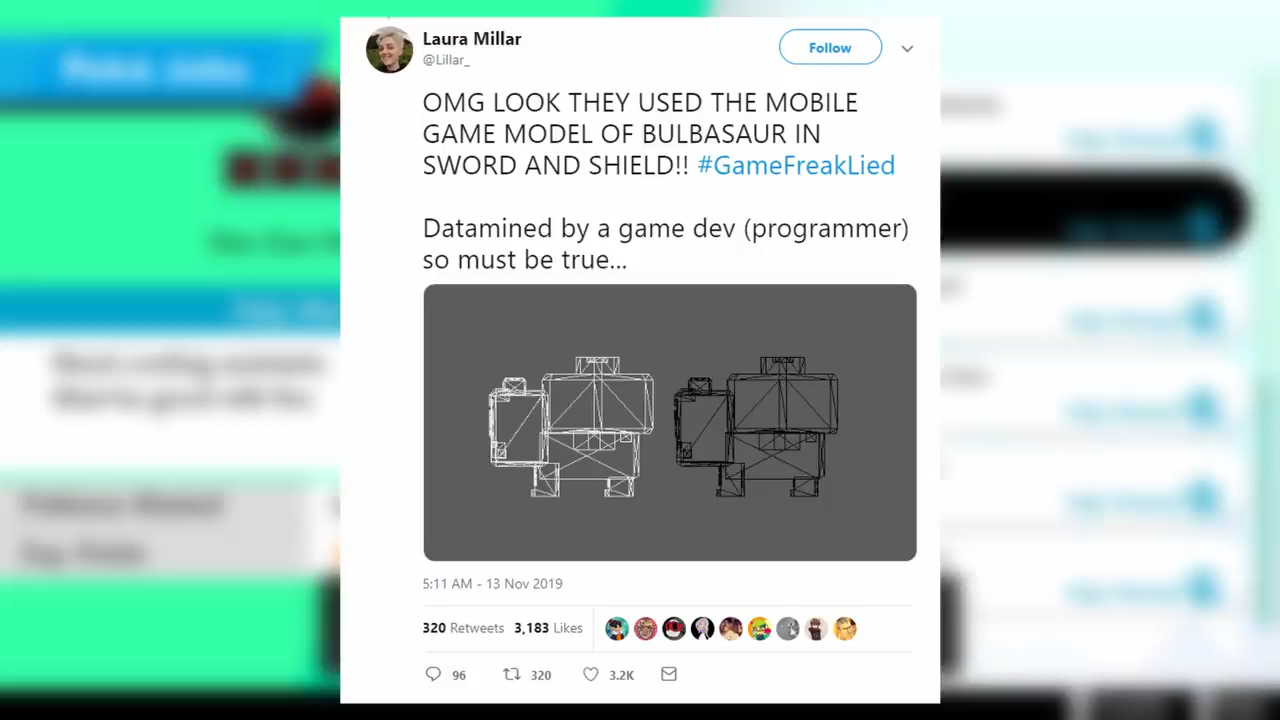 Laura Millar
@Lillar_
Follow
OMG LOOK THEY USED THE MOBILE
GAME MODEL OF BULBASAUR IN
SWORD AND SHIELD!! #GameFreakLied
Datamined by a game dev (programmer)
so must be true...
5:11 AM - 13 Nov 2019
320 Retweets 3,183 Likes
96 320 3.2K